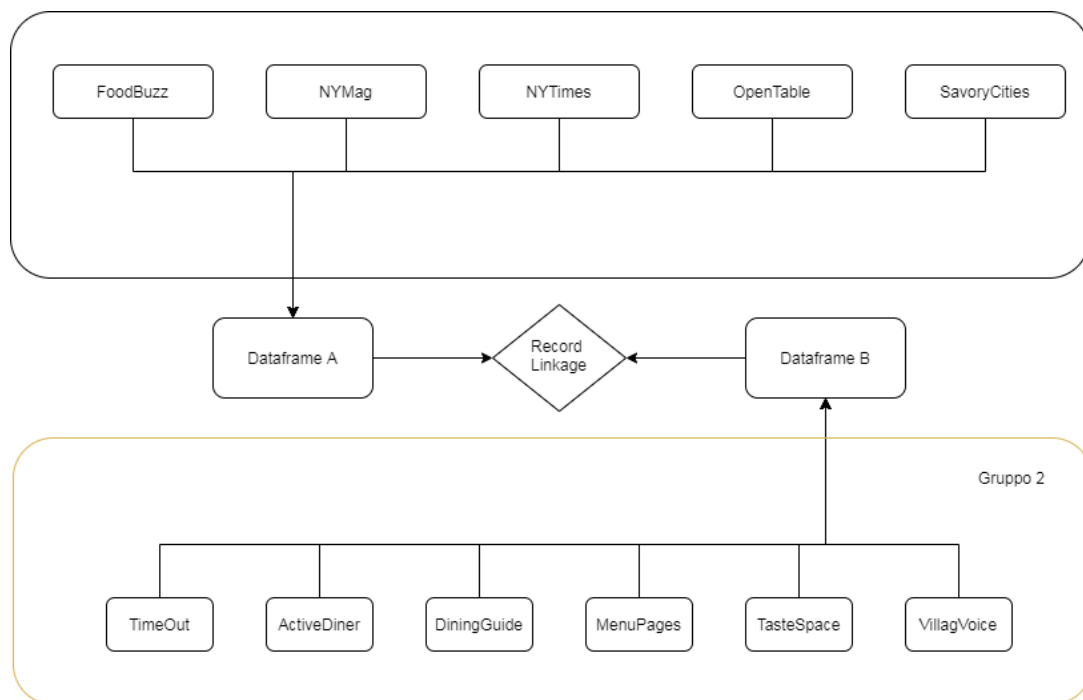 FoodBuzz
NYMag
NYTimes
OpenTable
SavoryCities
Dataframe A
Record
Linkage
Dataframe B
Gruppo 2
TimeOut
ActiveDiner
DiningGuide
MenuPages
TasteSpace
VillagVoice